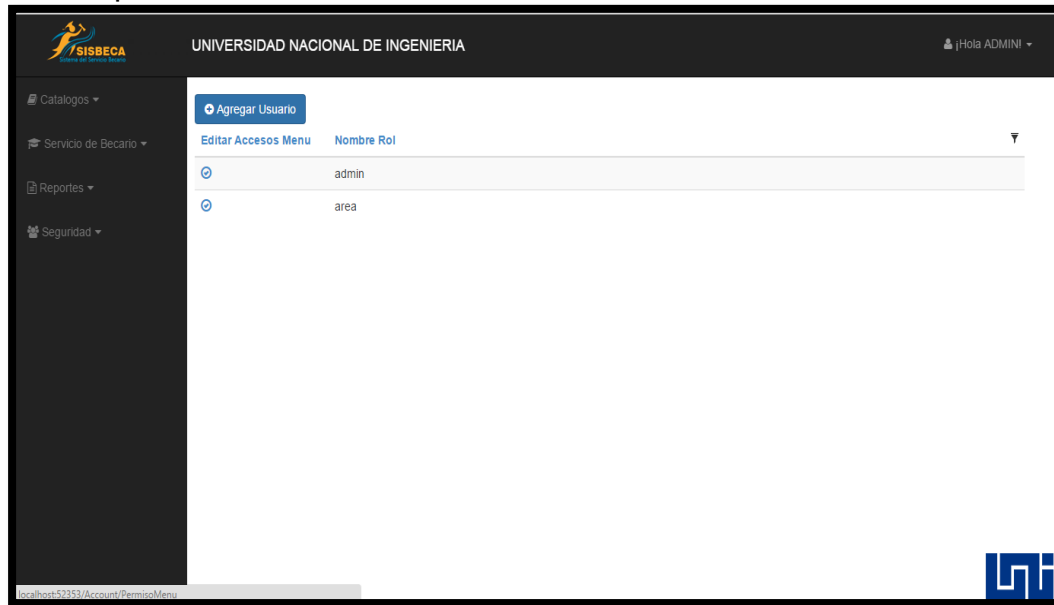 SISBECA
Sistema del Servicio Becario
UNIVERSIDAD NACIONAL DE INGENIERIA
¡Hola ADMIN!
Catalogos
Servicio de Becario
Reportes
Seguridad
Agregar Usuario
Editar Accesos Menu Nombre Rol
admin
area
localhost:52353/Account/PermisoMenu